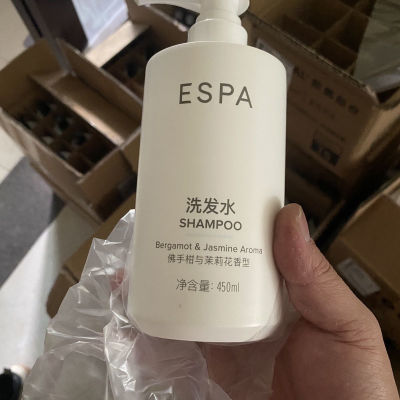 ESPA
洗发水
SHAMPOO
Bergamot & Jasmine Aroma
佛手柑与茉莉花香型
净含量: 450ml